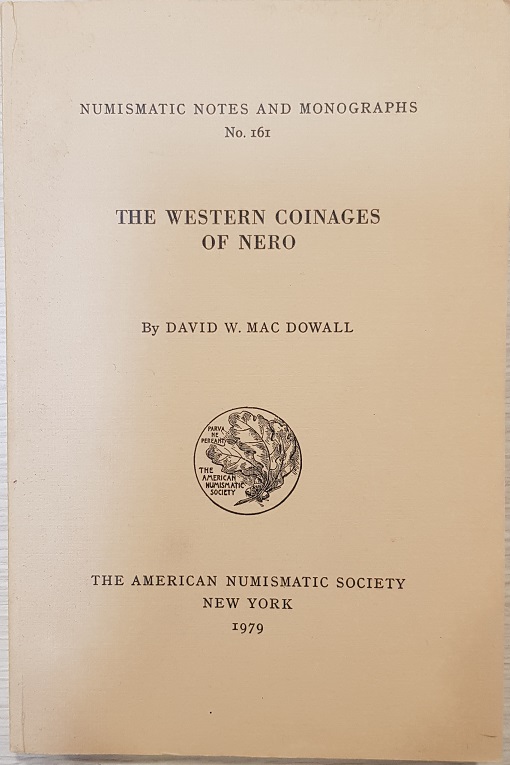 NUMISMATIC NOTES AND MONOGRAPHS
No. 161
THE WESTERN COINAGES
OF NERO
By DAVID W. MAC DOWALL
PARVA
NE
PEREANT
THE
AMERICAN
NUMISMATIC
SOCIETY
THE AMERICAN NUMISMATIC SOCIETY
NEW YORK
1979